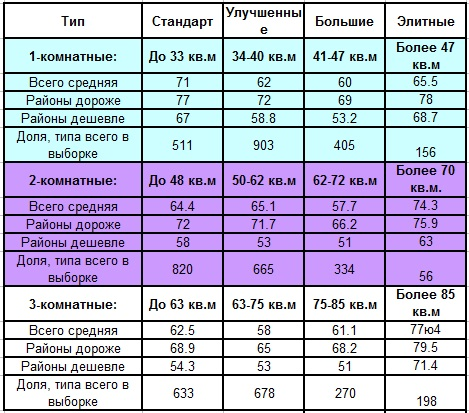 Тип Стандарт Улучшенны
е Большие Элитные
1-комнатные: До 33 кв.м 34-40 кв.м 41-47 кв.м Более 47
кв.м
Всего средняя 71 62 60 65.5
Районы дороже 77 72 69 78
Районы дешевле 67 58.8 53.2 68.7
Доля, типа всего в
выборке 511 903 405 156
2-комнатные: До 48 кв.м 50-62 кв.м 62-72 кв.м Более 70
кв.м.
Всего средняя 64.4 65.1 57.7 74.3
Районы дороже 72 71.7 66.2 75.9
Районы дешевле 58 53 51 63
Доля, типа всего в
выборке 820 665 334 56
3-комнатные: До 63 кв.м 63-75 кв.м 75-85 кв.м Более 85
кв.м
Всего средняя 62.5 58 61.1 77ю4
Районы дороже 68.9 65 68.2 79.5
Районы дешевле 54.3 53 51 71.4
Доля, типа всего в
выборке 633 678 270 198